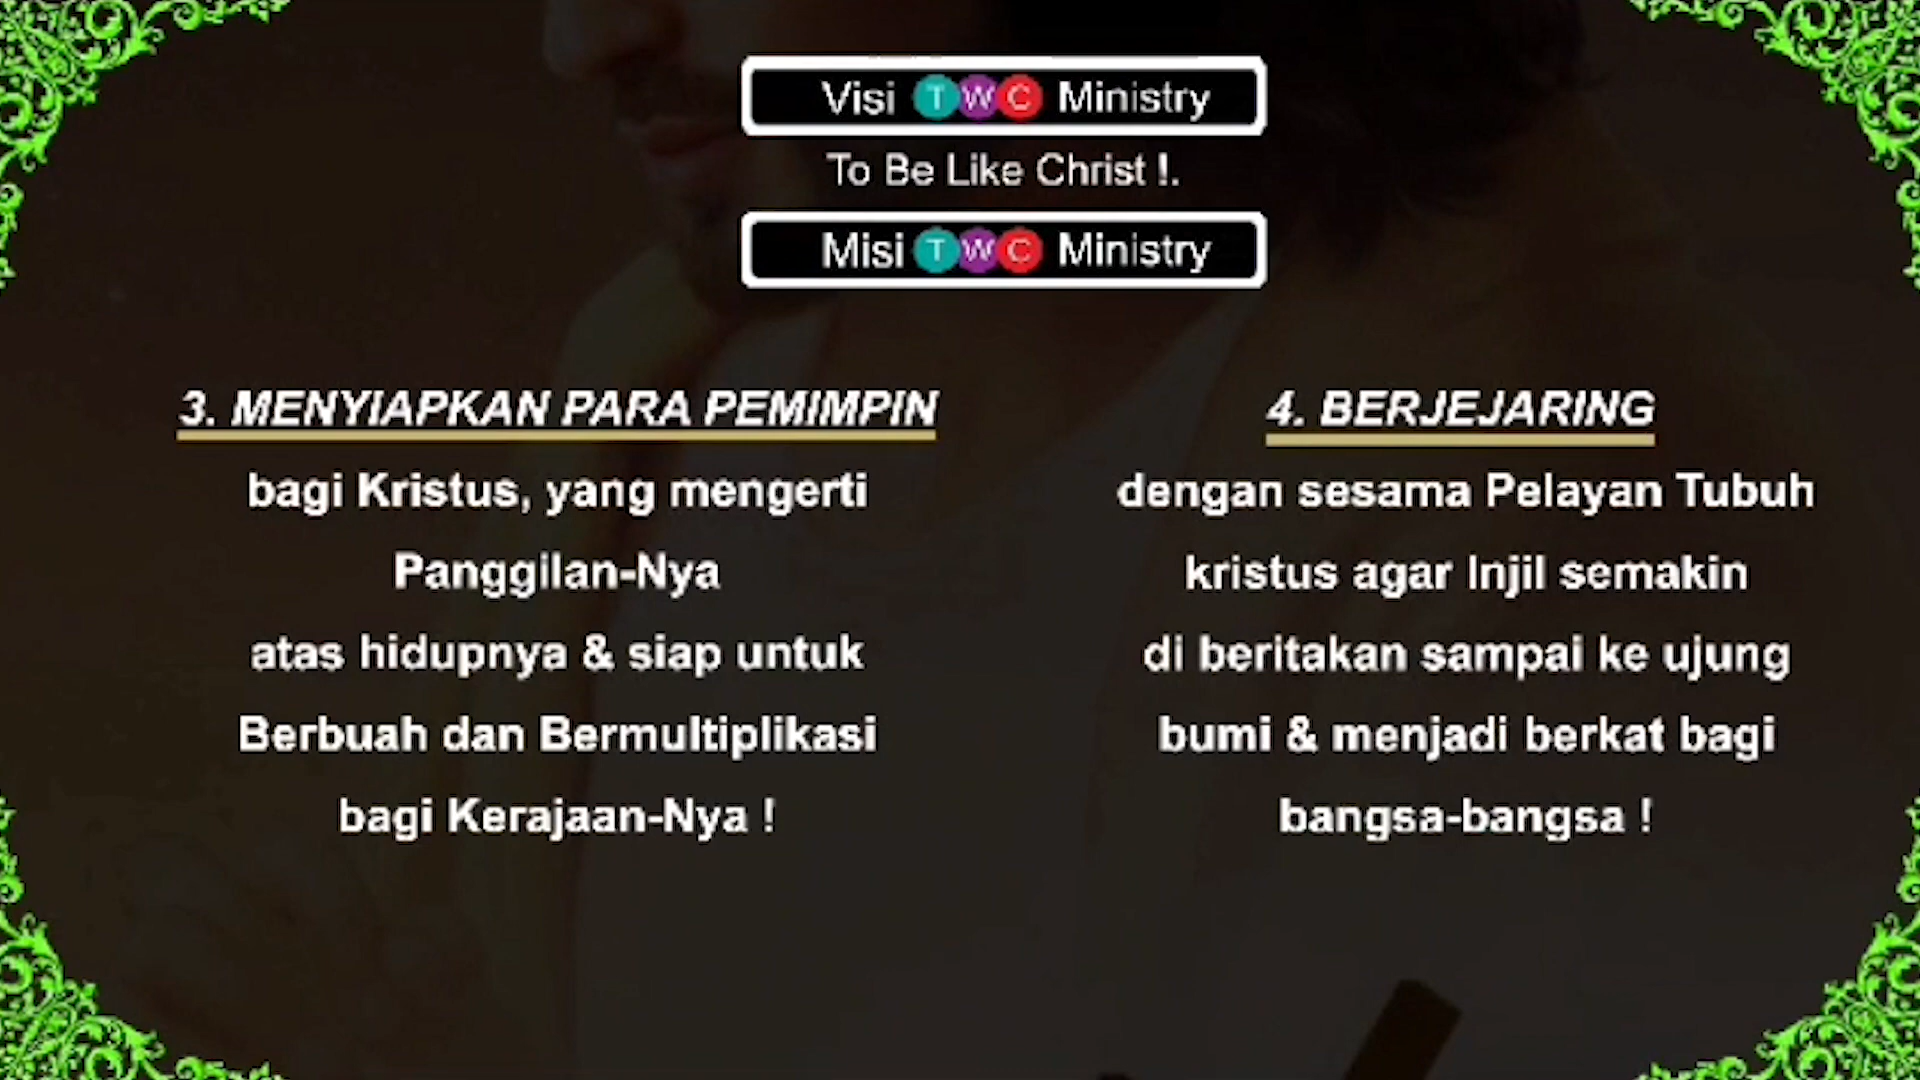 Visi TWC Ministry
To Be Like Christ !.
Misi TWC Ministry
3. MENYIAPKAN PARA PEMIMPIN
bagi Kristus, yang mengerti
Panggilan-Nya
atas hidupnya & siap untuk
Berbuah dan Bermultiplikasi
bagi Kerajaan-Nya !
4. BERJEJARING
dengan sesama Pelayan Tubuh
kristus agar Injil semakin
di beritakan sampai ke ujung
bumi & menjadi berkat bagi
bangsa-bangsa !